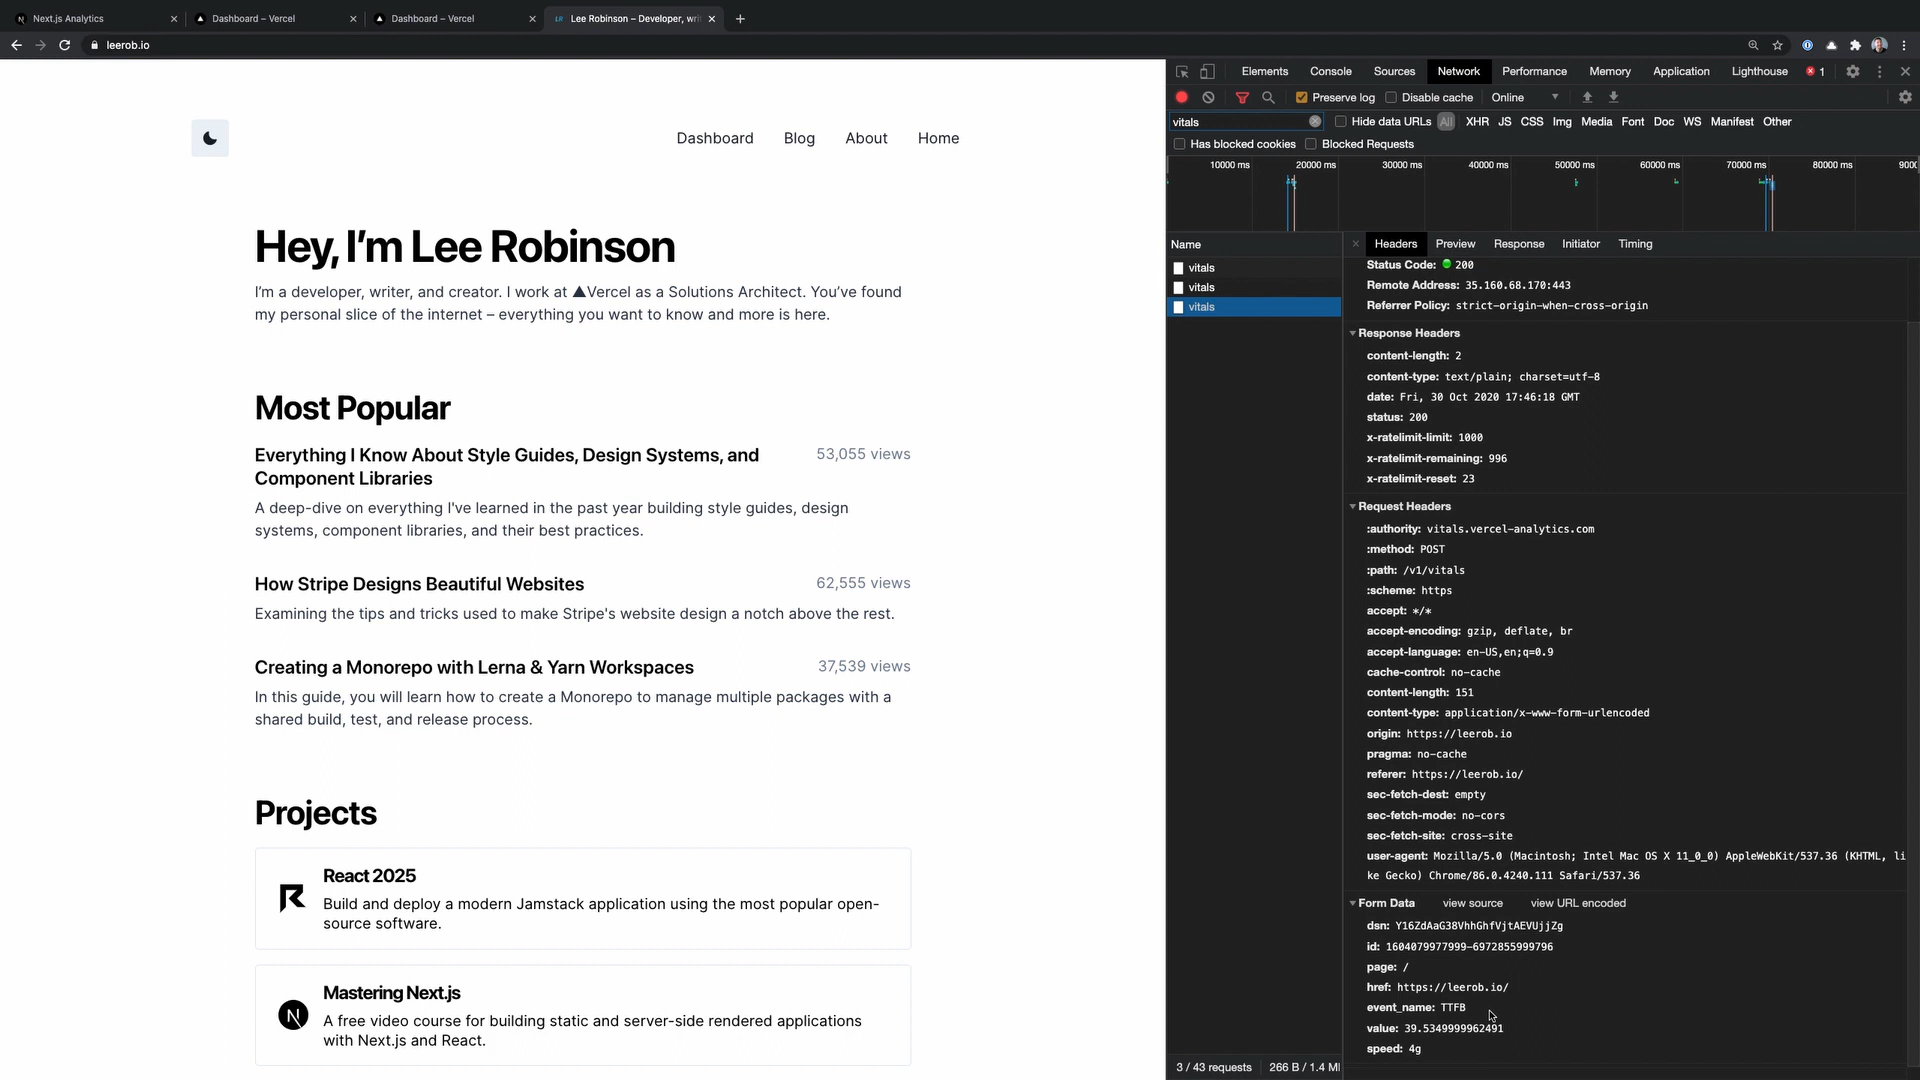 Next.js Analytics
Dashboard – Vercel
Dashboard – Vercel
Lee Robinson – Developer, wri
leerob.io
Dashboard Blog About Home
Hey, I'm Lee Robinson
I'm a developer, writer, and creator. I work at ▲Vercel as a Solutions Architect. You've found
my personal slice of the internet – everything you want to know and more is here.
Most Popular
Everything I Know About Style Guides, Design Systems, and
Component Libraries
53,055 views
A deep-dive on everything I've learned in the past year building style guides, design
systems, component libraries, and their best practices.
How Stripe Designs Beautiful Websites
62,555 views
Examining the tips and tricks used to make Stripe's website design a notch above the rest.
Creating a Monorepo with Lerna & Yarn Workspaces
37,539 views
In this guide, you will learn how to create a Monorepo to manage multiple packages with a
shared build, test, and release process.
Projects
React 2025
Build and deploy a modern Jamstack application using the most popular open-
source software.
Mastering Next.js
A free video course for building static and server-side rendered applications
with Next.js and React.
Elements Console Sources Network Performance Memory Application Lighthouse 1
Preserve log Disable cache Online
vitals Hide data URLs All XHR JS CSS Img Media Font Doc WS Manifest Other
Has blocked cookies Blocked Requests
10000 ms 20000 ms 30000 ms 40000 ms 50000 ms 60000 ms 70000 ms 80000 ms 9000
Name
vitals
vitals
vitals
3 / 43 requests 266 B / 1.4 M
Headers Preview Response Initiator Timing
Status Code: 200
Remote Address: 35.160.68.170:443
Referrer Policy: strict-origin-when-cross-origin
Response Headers
content-length: 2
content-type: text/plain; charset=utf-8
date: Fri, 30 Oct 2020 17:46:18 GMT
status: 200
x-ratelimit-limit: 1000
x-ratelimit-remaining: 996
x-ratelimit-reset: 23
Request Headers
:authority: vitals.vercel-analytics.com
:method: POST
:path: /v1/vitals
:scheme: https
accept: */*
accept-encoding: gzip, deflate, br
accept-language: en-US,en;q=0.9
cache-control: no-cache
content-length: 151
content-type: application/x-www-form-urlencoded
origin: https://leerob.io
pragma: no-cache
referer: https://leerob.io/
sec-fetch-dest: empty
sec-fetch-mode: no-cors
sec-fetch-site: cross-site
user-agent: Mozilla/5.0 (Macintosh; Intel Mac OS X 11_0_0) AppleWebKit/537.36 (KHTML, li
ke Gecko) Chrome/86.0.4240.111 Safari/537.36
Form Data view source view URL encoded
dsn: Y16ZdAaG38VhhGhfVjtAEVUjjZg
id: 1604079977999-6972855999796
page: /
href: https://leerob.io/
event_name: TTFB
value: 39.5349999962491
speed: 4g